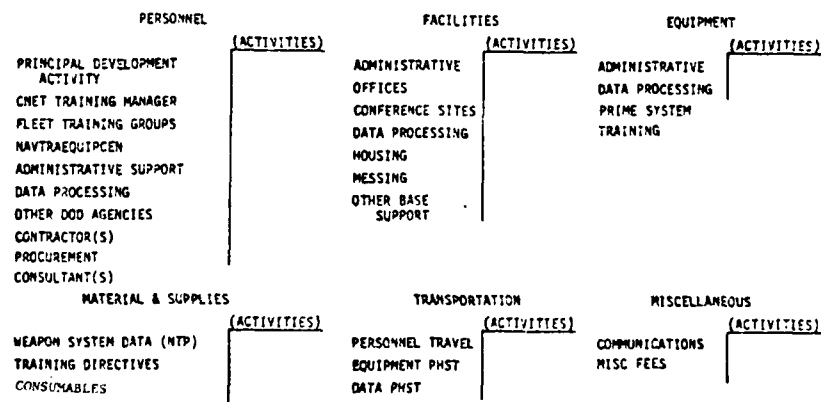 PERSONNEL
(ACTIVITIES)
PRINCIPAL DEVELOPMENT
ACTIVITY
CNET TRAINING MANAGER
FLEET TRAINING GROUPS
NAVTRAEQUIPCEN
ADMINISTRATIVE SUPPORT
DATA PROCESSING
OTHER DOD AGENCIES
CONTRACTOR(S)
PROCUREMENT
CONSULTANT(S)
FACILITIES
(ACTIVITIES)
ADMINISTRATIVE
OFFICES
CONFERENCE SITES
DATA PROCESSING
HOUSING
MESSING
OTHER BASE
SUPPORT
EQUIPMENT
(ACTIVITIES)
ADMINISTRATIVE
DATA PROCESSING
PRIME SYSTEM
TRAINING
MATERIAL & SUPPLIES
(ACTIVITIES)
WEAPON SYSTEM DATA (NTP)
TRAINING DIRECTIVES
CONSUMABLES
TRANSPORTATION
(ACTIVITIES)
PERSONNEL TRAVEL
EQUIPMENT PHST
DATA PHST
MISCELLANEOUS
(ACTIVITIES)
COMMUNICATIONS
MISC FEES